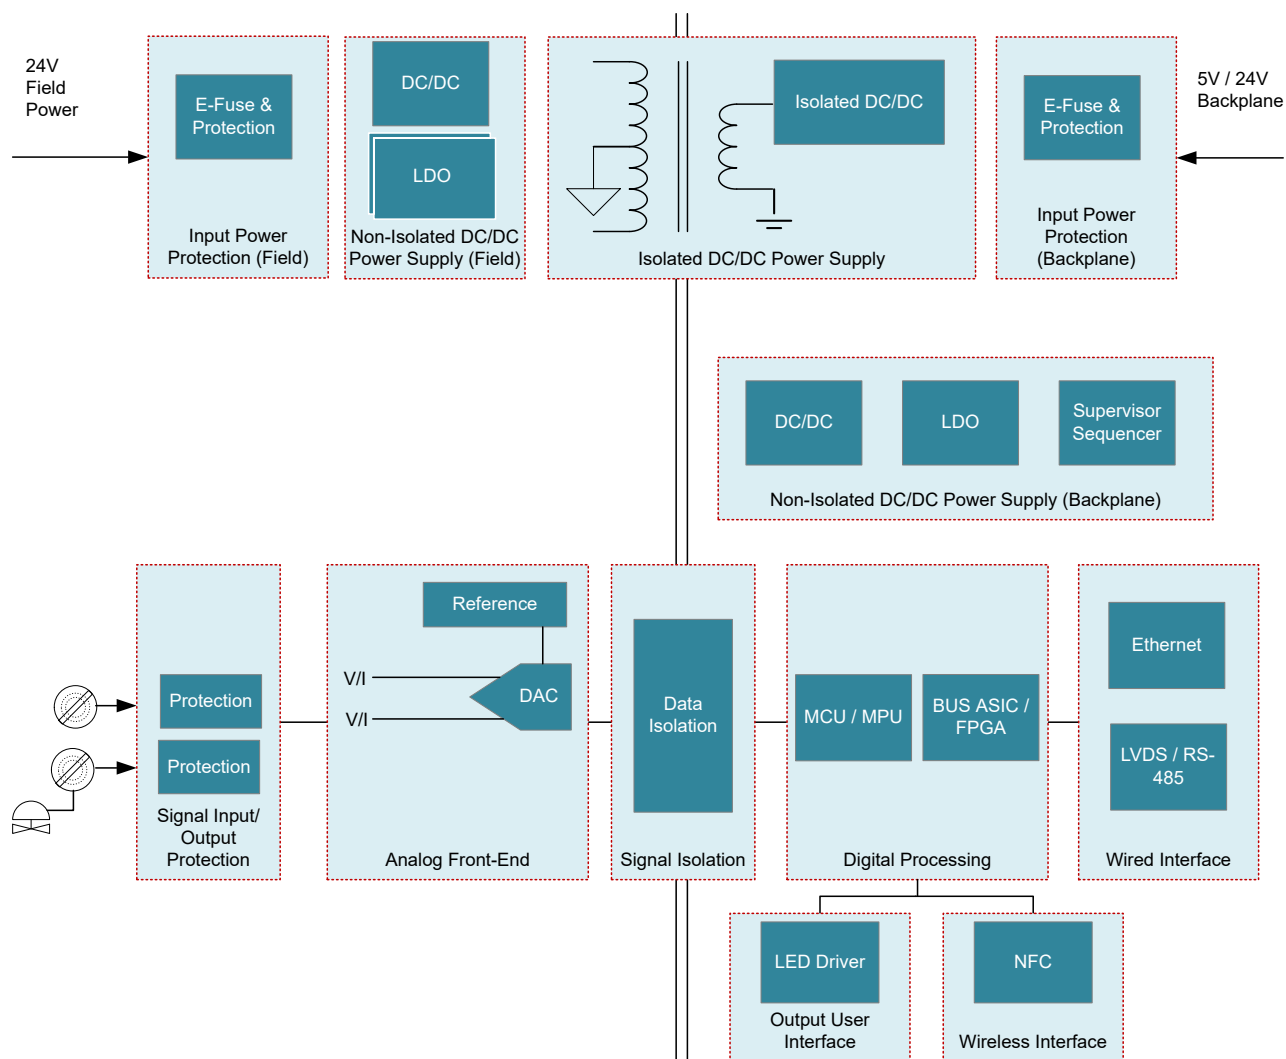 24V
Field
Power
E-Fuse &
Protection
Input Power
Protection (Field)
DC/DC
LDO
Non-Isolated DC/DC
Power Supply (Field)
Isolated DC/DC
Isolated DC/DC Power Supply
E-Fuse &
Protection
Input Power
Protection
(Backplane)
5V / 24V
Backplane
DC/DC
LDO
Supervisor
Sequencer
Non-Isolated DC/DC Power Supply (Backplane)
Protection
Protection
Signal Input/
Output
Protection
Reference
V/I
V/I
DAC
Analog Front-End
Data
Isolation
Signal Isolation
MCU / MPU
BUS ASIC /
FPGA
Digital Processing
Ethernet
LVDS / RS-
485
Wired Interface
LED Driver
Output User
Interface
NFC
Wireless Interface